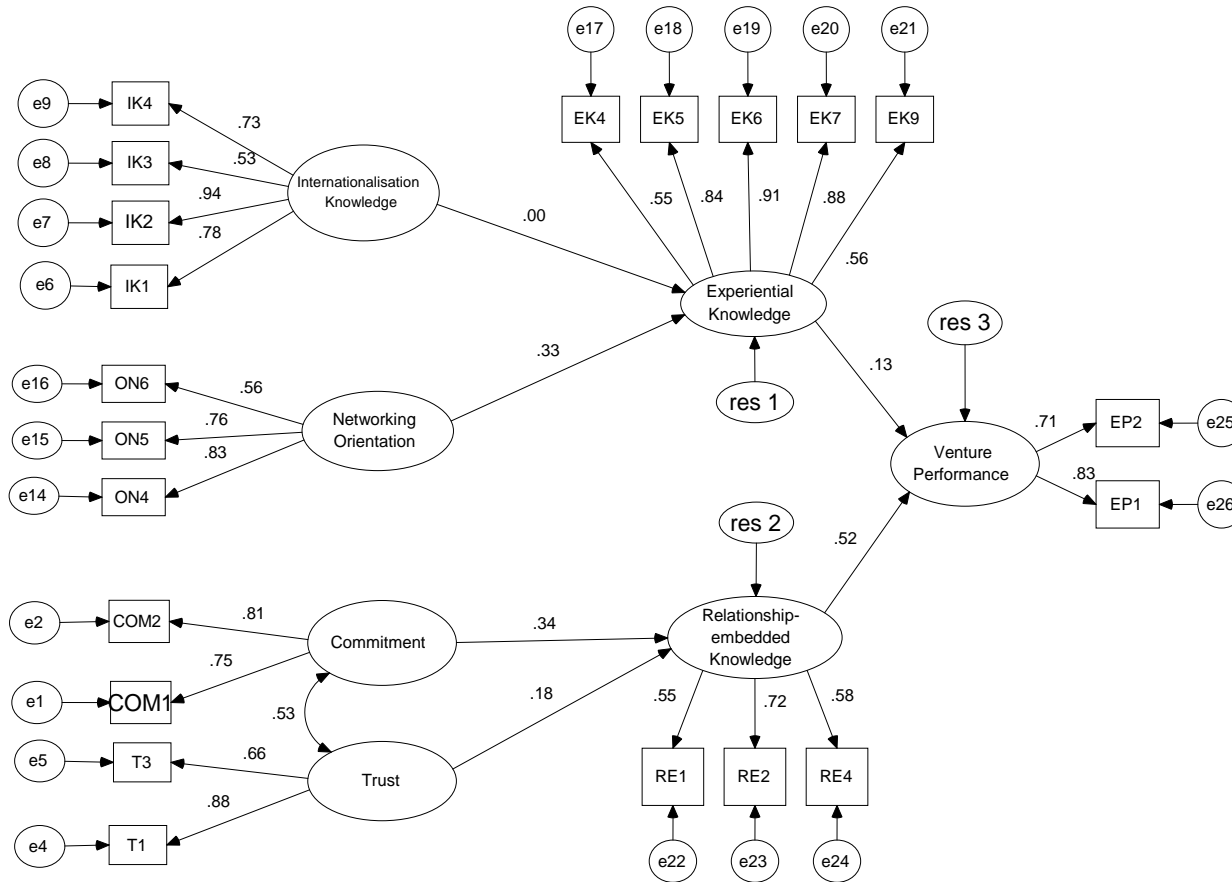 e17
e18
e19
e20
e21
e9
IK4
EK4
EK5
EK6
EK7
EK9
.73
e8
IK3
.53
Internationalisation
Knowledge
.94
.55
.84
.91
.88
e7
IK2
.78
.00
.56
e6
IK1
Experiential
Knowledge
res 3
.33
.13
e16
ON6
.56
res 1
.76
Networking
Orientation
e15
ON5
.83
.71
EP2
e25
Venture
Performance
.83
e14
ON4
EP1
e26
res 2
.52
e2
COM2
.81
Commitment
.34
Relationship-
embedded
Knowledge
.75
e1
COM1
.53
.18
.55
.72
.58
e5
T3
.66
Trust
RE1
RE2
RE4
.88
e4
T1
e22
e23
e24